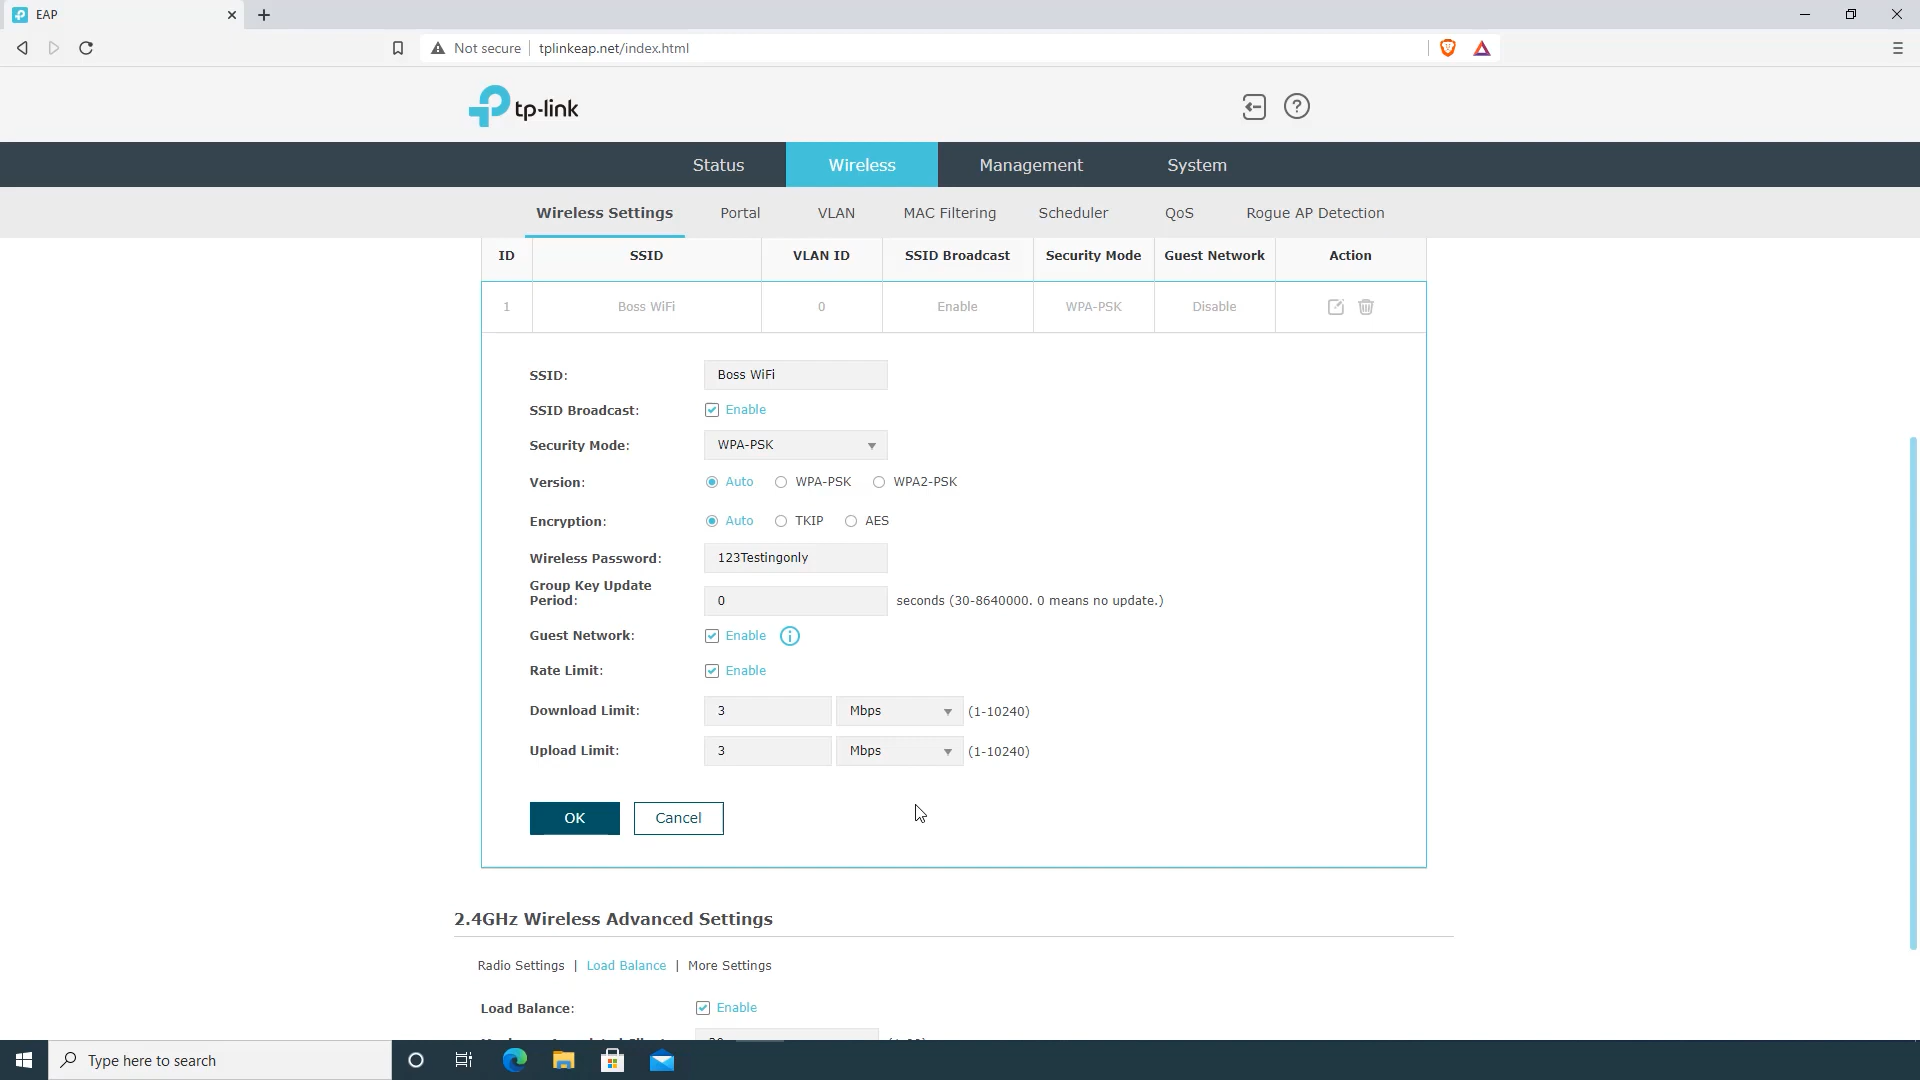 EAP
Not secure tplinkeap.net/index.html
tp-link
Status Wireless Management System
Wireless Settings Portal VLAN MAC Filtering Scheduler QoS Rogue AP Detection
ID SSID VLAN ID SSID Broadcast Security Mode Guest Network Action
1 Boss WiFi 0 Enable WPA-PSK Disable
SSID: Boss WiFi
SSID Broadcast: Enable
Security Mode: WPA-PSK
Version: Auto WPA-PSK WPA2-PSK
Encryption: Auto TKIP AES
Wireless Password: 123Testingonly
Group Key Update
Period: 0 seconds (30-8640000. 0 means no update.)
Guest Network: Enable
Rate Limit: Enable
Download Limit: 3 Mbps (1-10240)
Upload Limit: 3 Mbps (1-10240)
OK Cancel
2.4GHz Wireless Advanced Settings
Radio Settings | Load Balance | More Settings
Load Balance: Enable
Type here to search